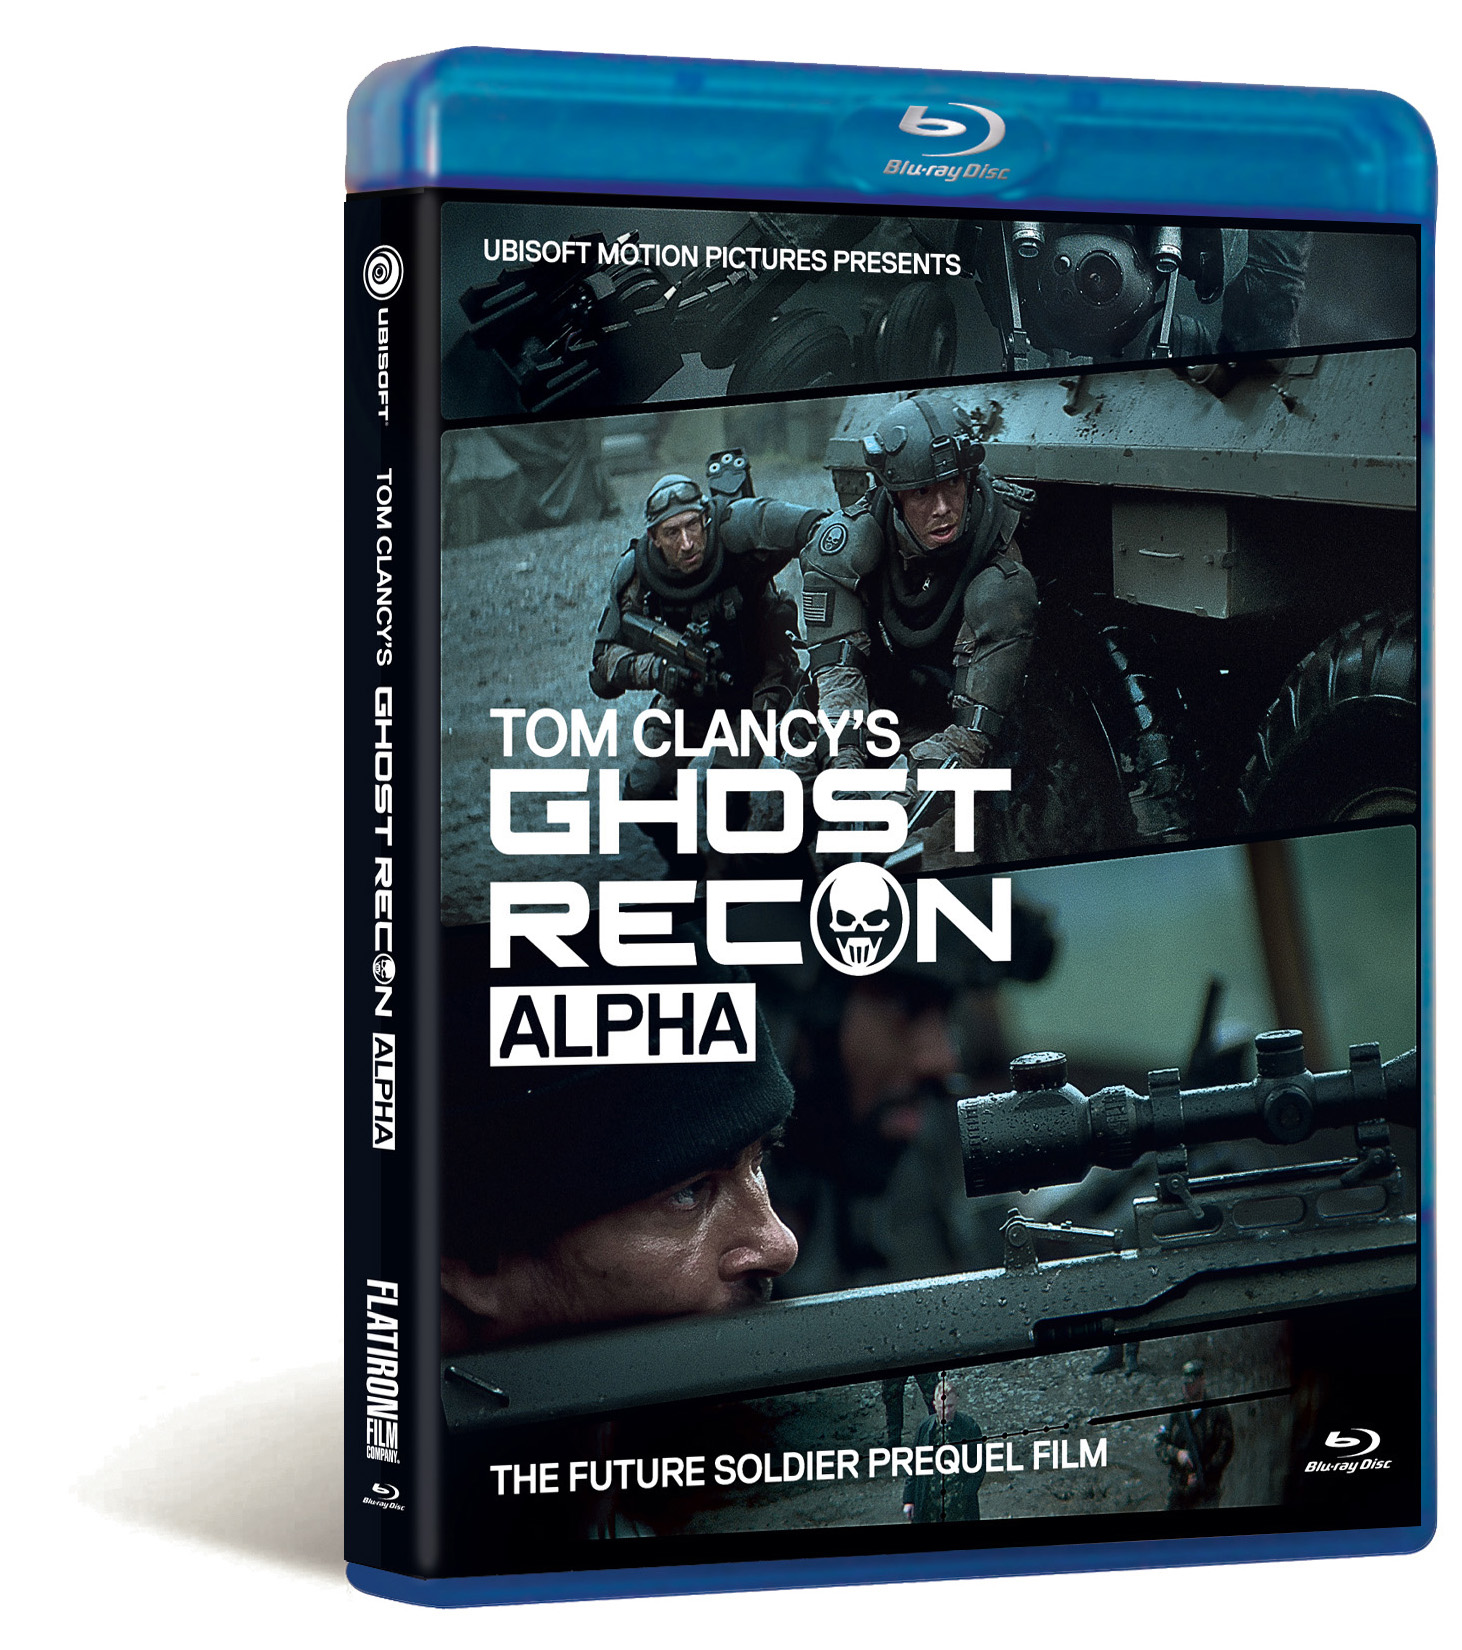 Blu-ray Disc
UBISOFT MOTION PICTURES PRESENTS
TOM CLANCY'S
GHOST
RECON
ALPHA
THE FUTURE SOLDIER PREQUEL FILM
Blu-ray Disc
UBISOFT
TOM CLANCY'S GHOST RECON ALPHA
FLATIRON
FILM
COMPANY
Blu-ray Disc